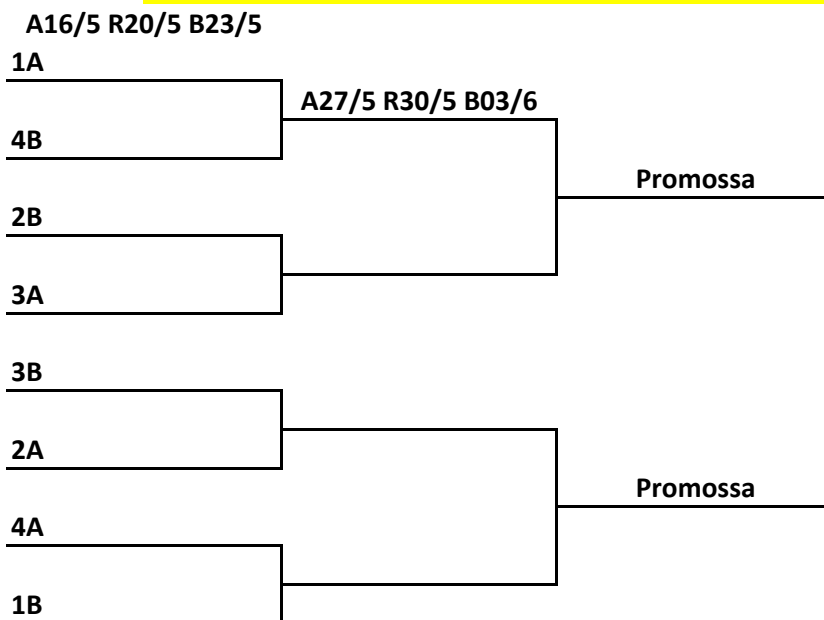 A16/5 R20/5 B23/5
1A
A27/5 R30/5 B03/6
4B
Promossa
2B
3A
3B
2A
Promossa
4A
1B